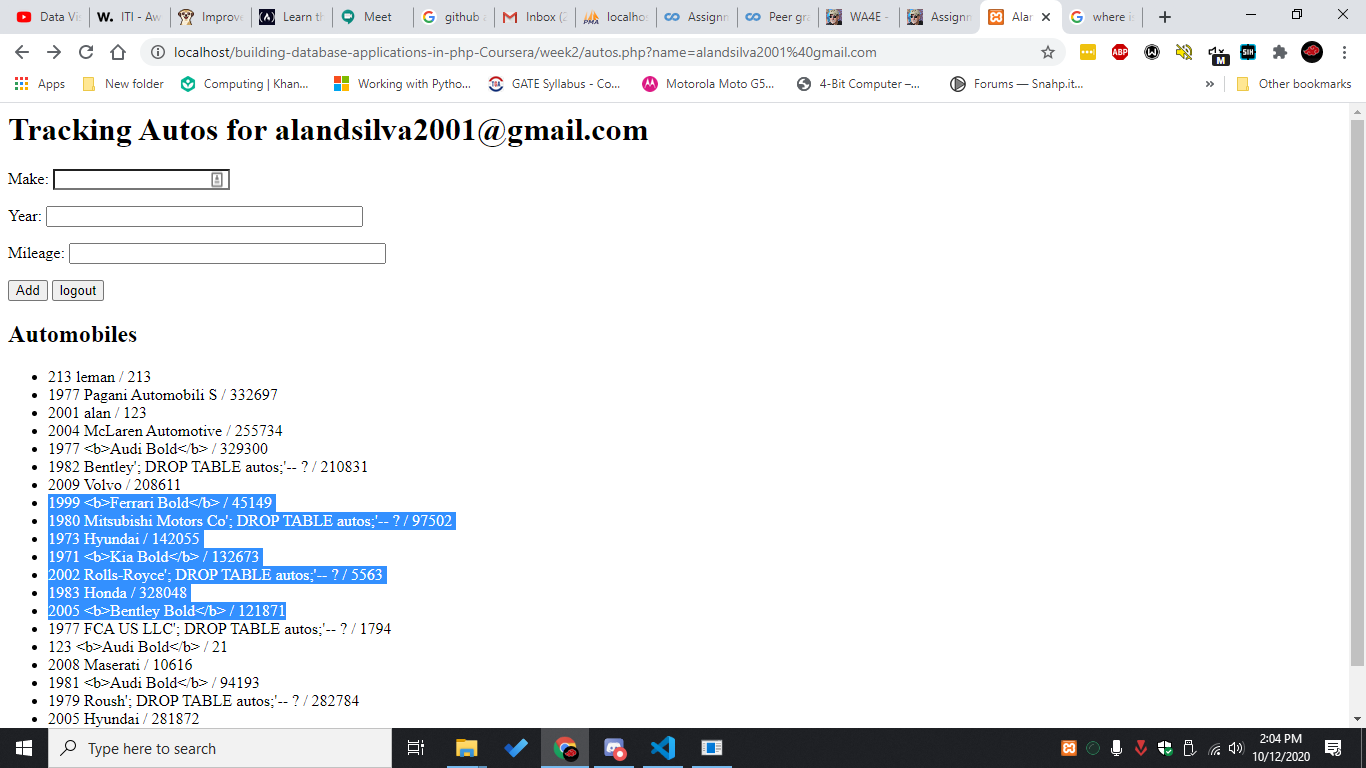 Data Vis
W. ITI - Aw
Improve
Learn th
Meet
github a
Inbox (2
localhos
Assignn
Peer gra
WA4E -
Assignn
Alan
where is
localhost/building-database-applications-in-php-Coursera/week2/autos.php?name=alandsilva2001%40gmail.com
Apps
New folder
Computing | Khan...
Working with Pytho...
GATE Syllabus - Co...
Motorola Moto G5...
4-Bit Computer –...
Forums — Snahp.it...
»
Other bookmarks
Tracking Autos for alandsilva2001@gmail.com
Make:
Year:
Mileage:
Add logout
Automobiles
• 213 leman / 213
• 1977 Pagani Automobili S / 332697
• 2001 alan / 123
• 2004 McLaren Automotive / 255734
• 1977 <b>Audi Bold</b> / 329300
• 1982 Bentley'; DROP TABLE autos;'-- ? / 210831
• 2009 Volvo / 208611
• 1999 <b>Ferrari Bold</b> / 45149
• 1980 Mitsubishi Motors Co'; DROP TABLE autos;'-- ? / 97502
• 1973 Hyundai / 142055
• 1971 <b>Kia Bold</b> / 132673
• 2002 Rolls-Royce'; DROP TABLE autos;'-- ? / 5563
• 1983 Honda / 328048
• 2005 <b>Bentley Bold</b> / 121871
• 1977 FCA US LLC'; DROP TABLE autos;'-- ? / 1794
• 123 <b>Audi Bold</b> / 21
• 2008 Maserati / 10616
• 1981 <b>Audi Bold</b> / 94193
• 1979 Roush'; DROP TABLE autos;'-- ? / 282784
• 2005 Hyundai / 281872
Type here to search
2:04 PM
10/12/2020